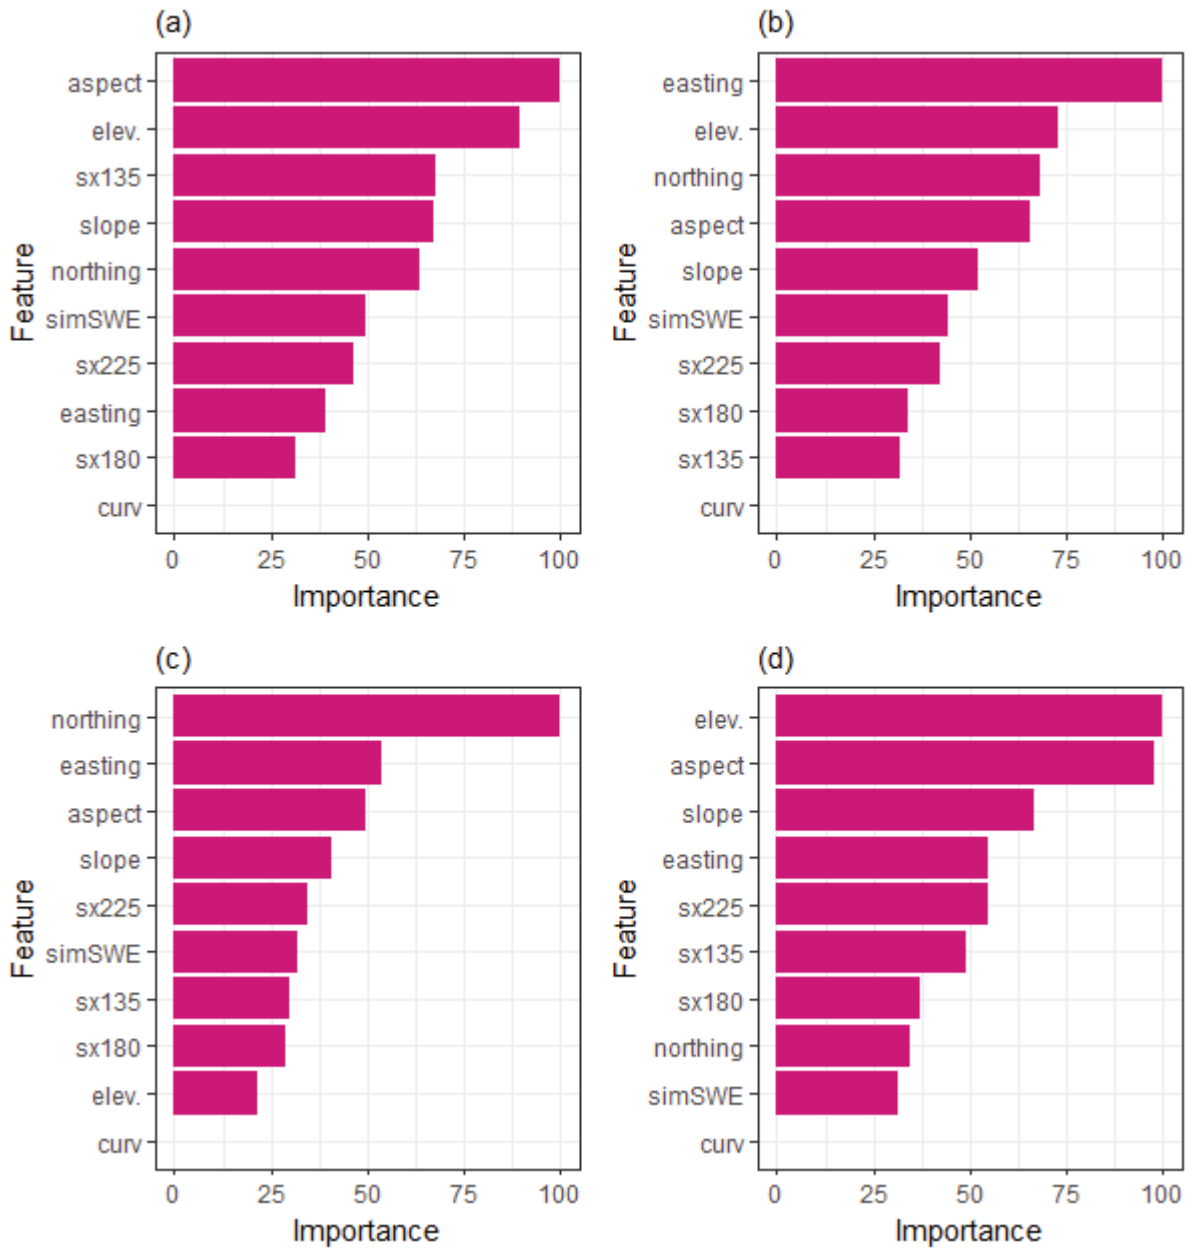 (a)
Feature
aspect
elev.
sx135
slope
northing
simSWE
sx225
easting
sx180
curv
0 25 50 75 100
Importance
(b)
Feature
easting
elev.
northing
aspect
slope
simSWE
sx225
sx180
sx135
curv
0 25 50 75 100
Importance
(c)
Feature
northing
easting
aspect
slope
sx225
simSWE
sx135
sx180
elev.
curv
0 25 50 75 100
Importance
(d)
Feature
elev.
aspect
slope
easting
sx225
sx135
sx180
northing
simSWE
curv
0 25 50 75 100
Importance